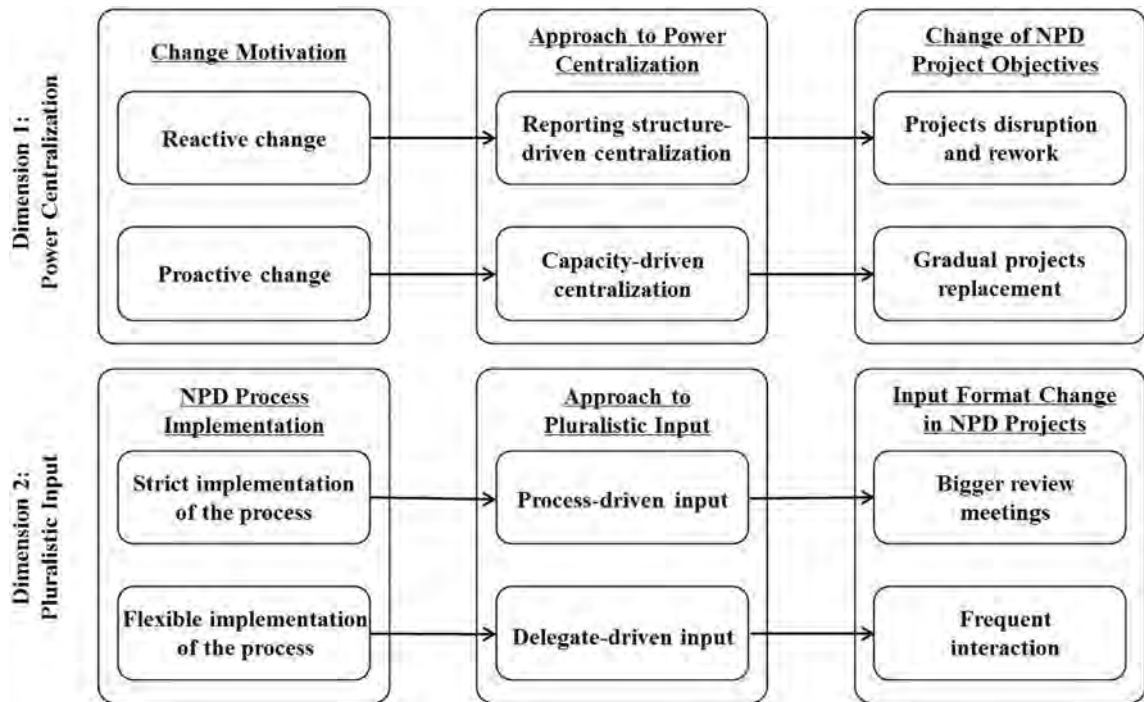 Dimension 1:
Power Centralization
Change Motivation
Reactive change
Proactive change
Approach to Power
Centralization
Reporting structure-
driven centralization
Capacity-driven
centralization
Change of NPD
Project Objectives
Projects disruption
and rework
Gradual projects
replacement
Dimension 2:
Pluralistic Input
NPD Process
Implementation
Strict implementation
of the process
Flexible implementation
of the process
Approach to
Pluralistic Input
Process-driven input
Delegate-driven input
Input Format Change
in NPD Projects
Bigger review
meetings
Frequent
interaction